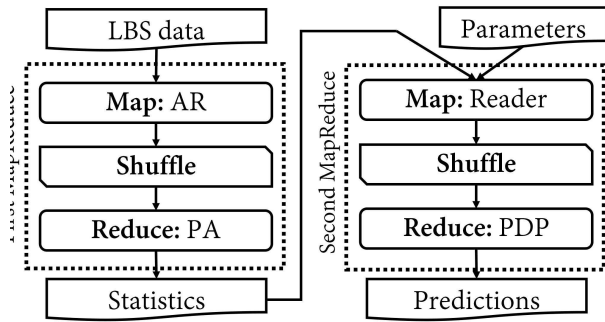 LBS data
Map: AR
Shuffle
Reduce: PA
Statistics
Parameters
Second MapReduce
Map: Reader
Shuffle
Reduce: PDP
Predictions